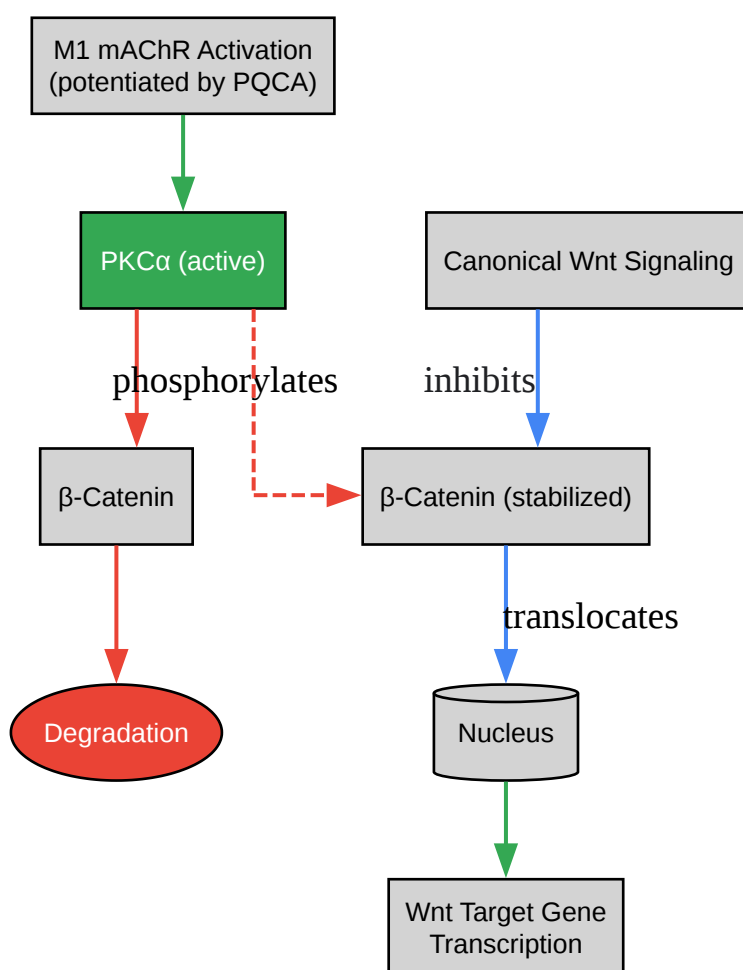 M1 mAChR Activation
(potentiated by PQCA)
PKCα (active)
Canonical Wnt Signaling
phosphorylates
inhibits
β-Catenin
β-Catenin (stabilized)
translocates
Degradation
Nucleus
Wnt Target Gene
Transcription